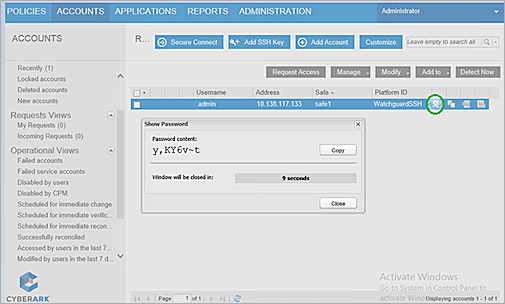 POLICIES ACCOUNTS APPLICATIONS REPORTS ADMINISTRATION Administrator
ACCOUNTS
R... Secure Connect Add SSH Key Add Account Customize Leave empty to search all
Request Access Manage Modify Add to Detect Now
Recently (1)
Locked accounts
Deleted accounts
New accounts
Requests Views
My Requests (0)
Incoming Requests (0)
Operational Views
Failed accounts
Failed service accounts
Disabled by users
Disabled by CPM
Scheduled for immediate change
Scheduled for immediate verific...
Scheduled for immediate recon...
Successfully reconciled
Accessed by users in the last 7...
Modified by users in the last 7 d...
CYBERARK
Username Address Safe Platform ID
admin 10.138.117.133 safe1 WatchguardSSH
Show Password
Password content:
y,KY6v~t
Copy
Window will be closed in: 9 seconds
Close
Activate Windows
Go to System in Control Panel to
activate Windows
Page 1 of 1
Displaying accounts 1 - 1 of 1